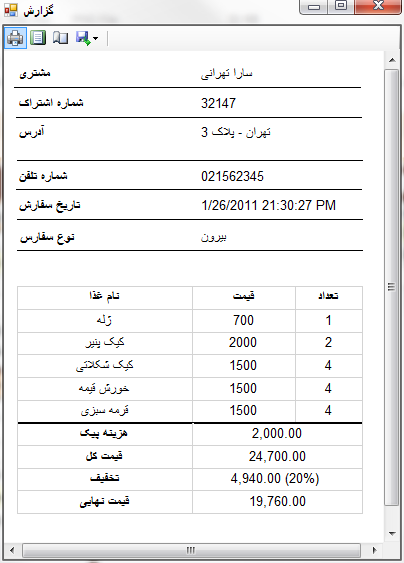 گزارش
مشتری سارا تهرانی
شماره اشتراک 32147
آدرس تهران - پلاک 3
شماره تلفن 021562345
تاریخ سفارش 1/26/2011 21:30:27 PM
نوع سفارس بیرون
نام غذا قیمت تعداد
ژله 700 1
کیک پنیر 2000 2
کیک شکلاتی 1500 4
خورش قیمه 1500 4
قرمه سبزی 1500 4
هزینه پیک 2,000.00
قیمت کل 24,700.00
تخفیف 4,940.00 (20%)
قیمت نهایی 19,760.00